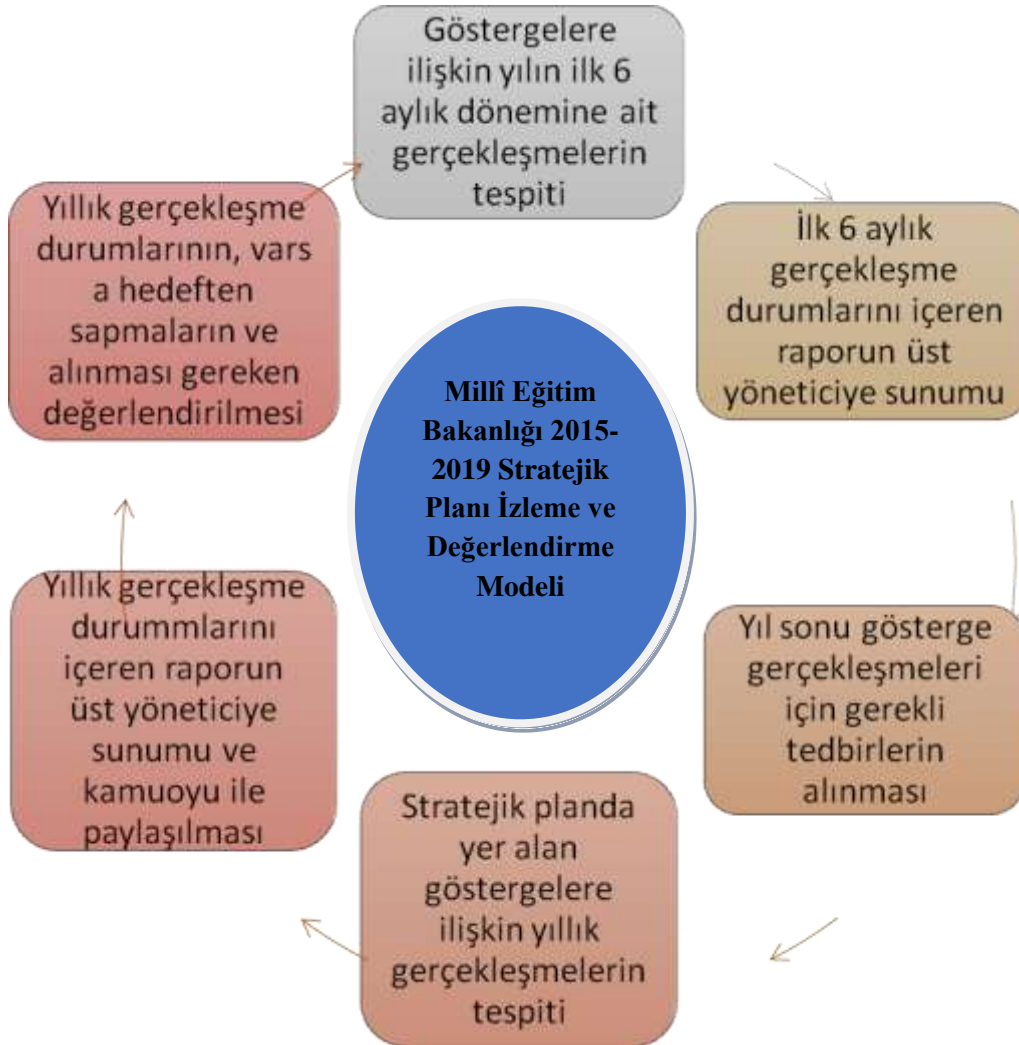 Göstergelere
ilişkin yılın ilk 6
aylık dönemine ait
gerçekleşmelerin
tespiti
İlk 6 aylık
gerçekleşme
durumlarını içeren
raporun üst
yöneticiye sunumu
Yıl sonu gösterge
gerçekleşmeleri
için gerekli
tedbirlerin
alınması
Stratejik planda
yer alan
göstergelere
ilişkin yıllık
gerçekleşmelerin
tespiti
Yıllık gerçekleşme
durummlarını
içeren raporun
üst yöneticiye
sunumu ve
kamuoyu ile
paylaşılması
Yıllık gerçekleşme
durumlarının, vars
a hedeften
sapmaların ve
alınması gereken
değerlendirilmesi
Millî Eğitim
Bakanlığı 2015-
2019 Stratejik
Planı İzleme ve
Değerlendirme
Modeli